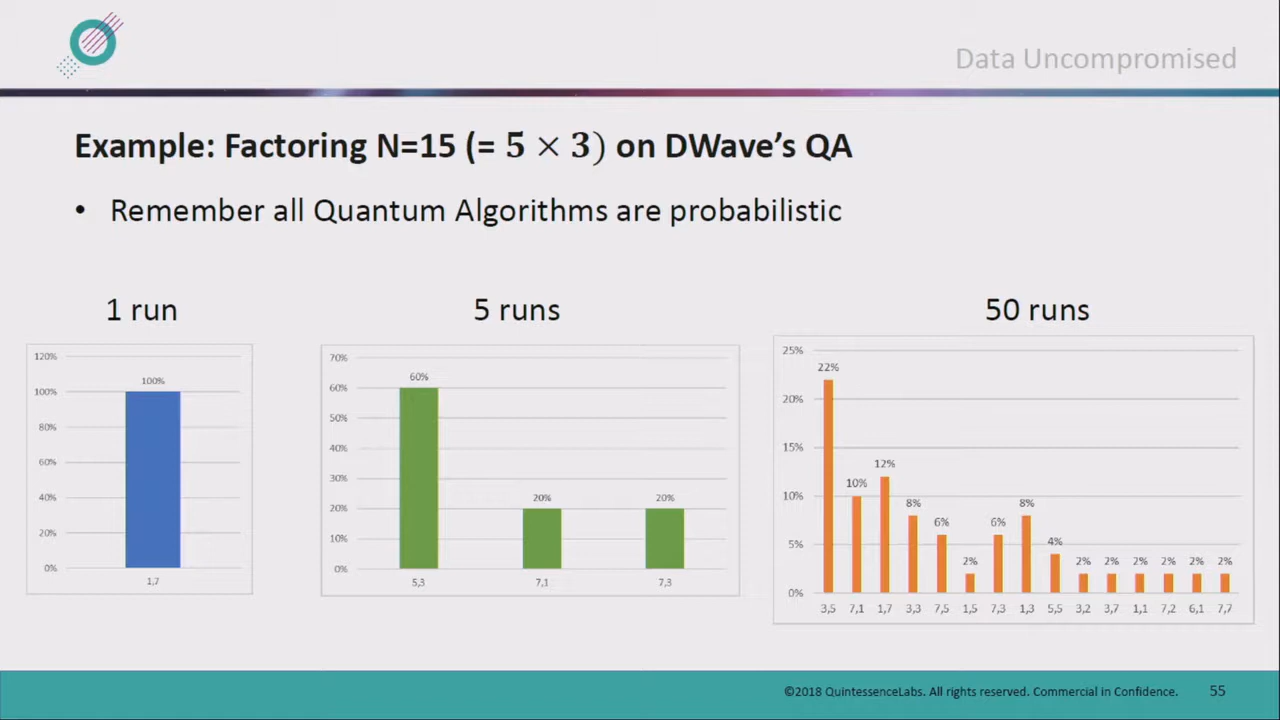 Data Uncompromised
Example: Factoring N=15 (= 5 × 3) on DWave's QA
• Remember all Quantum Algorithms are probabilistic
1 run
120%
100%
80%
60%
40%
20%
0%
100%
1,7
5 runs
70%
60%
50%
40%
30%
20%
10%
0%
60% 20% 20%
5,3 7,1 7,3
50 runs
25%
20%
15%
10%
5%
0%
22% 10% 12% 8% 6% 2% 6% 8% 4% 2% 2% 2% 2% 2% 2%
3,5 7,1 1,7 3,3 7,5 1,5 7,3 1,3 5,5 3,2 3,7 1,1 7,2 6,1 7,7
©2018 QuintessenceLabs. All rights reserved. Commercial in Confidence. 55